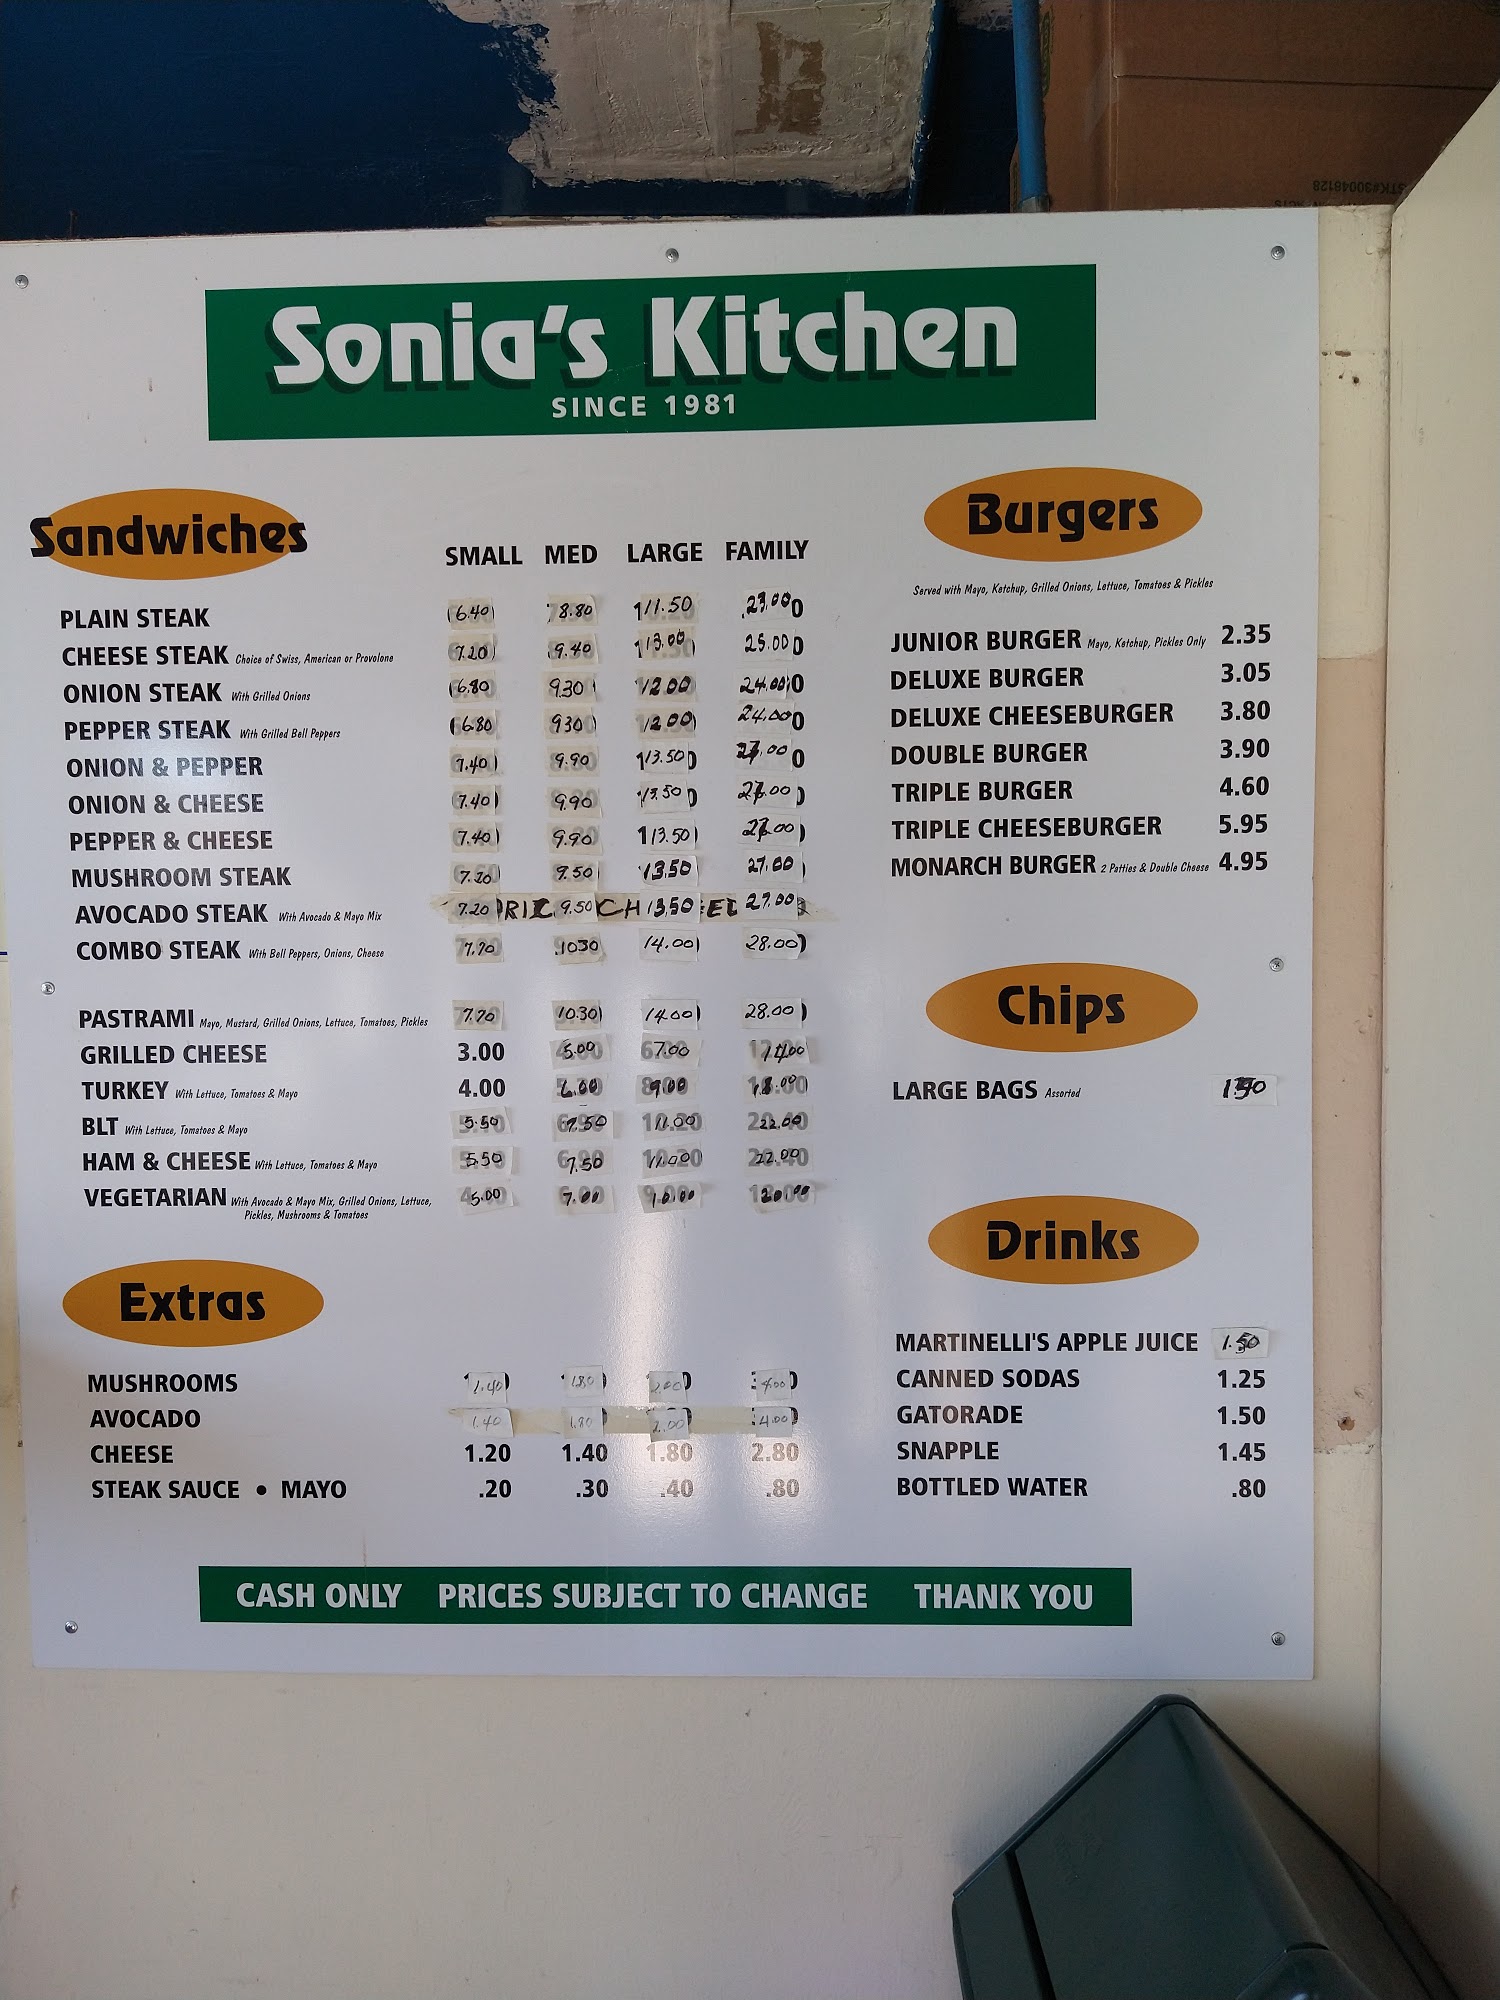 STK#90048128
Sonia's Kitchen
SINCE 1981
Sandwiches
SMALL MED LARGE FAMILY
PLAIN STEAK 6.40 8.80 11.50 23.00
CHEESE STEAK Choice of Swiss, American or Provolone 7.20 9.40 13.00 25.00
ONION STEAK With Grilled Onions 6.80 9.30 12.00 24.00
PEPPER STEAK With Grilled Bell Peppers 6.80 9.30 12.00 24.00
ONION & PEPPER 7.40 9.90 13.50
ONION & CHEESE 7.40 9.90 13.50
PEPPER & CHEESE 7.40 9.90 13.50
MUSHROOM STEAK 9.50 13.50 27.00
AVOCADO STEAK With Avocado & Mayo Mix 7.20 9.50 13.50 27.00
COMBO STEAK With Bell Peppers, Onions, Cheese 10.30 14.00 28.00
PASTRAMI Mayo, Mustard, Grilled Onions, Lettuce, Tomatoes, Pickles 10.30 14.00 28.00
GRILLED CHEESE 3.00 5.00 7.00 14.00
TURKEY With Lettuce, Tomatoes & Mayo 4.00 6.00 9.00 18.00
BLT With Lettuce, Tomatoes & Mayo 5.50 7.50 11.00 22.00
HAM & CHEESE With Lettuce, Tomatoes & Mayo 5.50 7.50 11.00 22.00
VEGETARIAN With Avocado & Mayo Mix, Grilled Onions, Lettuce, 5.00 7.00 10.00 20.00
Pickles, Mushrooms & Tomatoes
Extras
MUSHROOMS 1.40 1.80 2.00 4.00
AVOCADO 1.40 1.80 2.00 4.00
CHEESE 1.20 1.40 1.80 2.80
STEAK SAUCE • MAYO .20 .30 .40 .80
Burgers
Served with Mayo, Ketchup, Grilled Onions, Lettuce, Tomatoes & Pickles
JUNIOR BURGER Mayo, Ketchup, Pickles Only 2.35
DELUXE BURGER 3.05
DELUXE CHEESEBURGER 3.80
DOUBLE BURGER 3.90
TRIPLE BURGER 4.60
TRIPLE CHEESEBURGER 5.95
MONARCH BURGER 2 Patties & Double Cheese 4.95
Chips
LARGE BAGS Assorted
Drinks
MARTINELLI'S APPLE JUICE 1.50
CANNED SODAS 1.25
GATORADE 1.50
SNAPPLE 1.45
BOTTLED WATER .80
CASH ONLY PRICES SUBJECT TO CHANGE THANK YOU